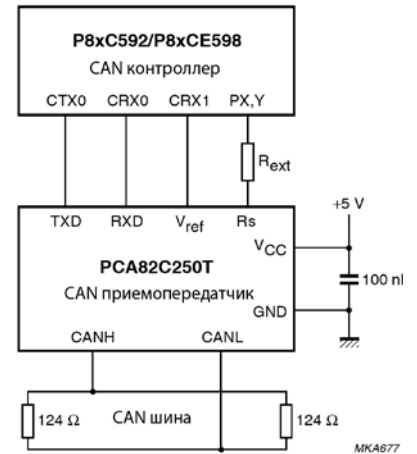 P8xC592/P8xCE598
CAN контроллер
CTX0 CRX0 CRX1 PX,Y
Rext
+5 V
TXD RXD Vref Rs
VCC
PCA82C250T
CAN приемопередатчик
100 nI
GND
CANH CANL
124 Ω CAN шина 124 Ω
MKA677